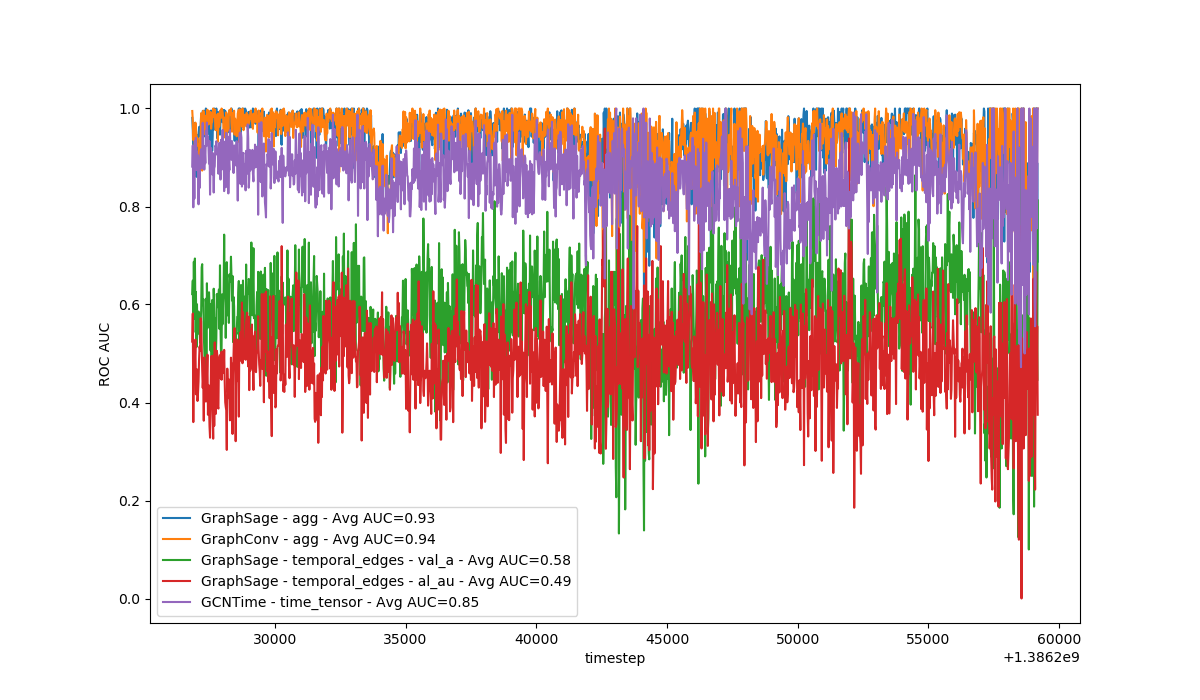 1.0
0.8
0.6
0.4
0.2
0.0
ROC AUC
GraphSage - agg - Avg AUC=0.93
GraphConv - agg - Avg AUC=0.94
GraphSage - temporal_edges - val_a - Avg AUC=0.58
GraphSage - temporal_edges - al_au - Avg AUC=0.49
GCNTime - time_tensor - Avg AUC=0.85
30000 35000 40000 45000 50000 55000 60000
timestep
+1.3862e9